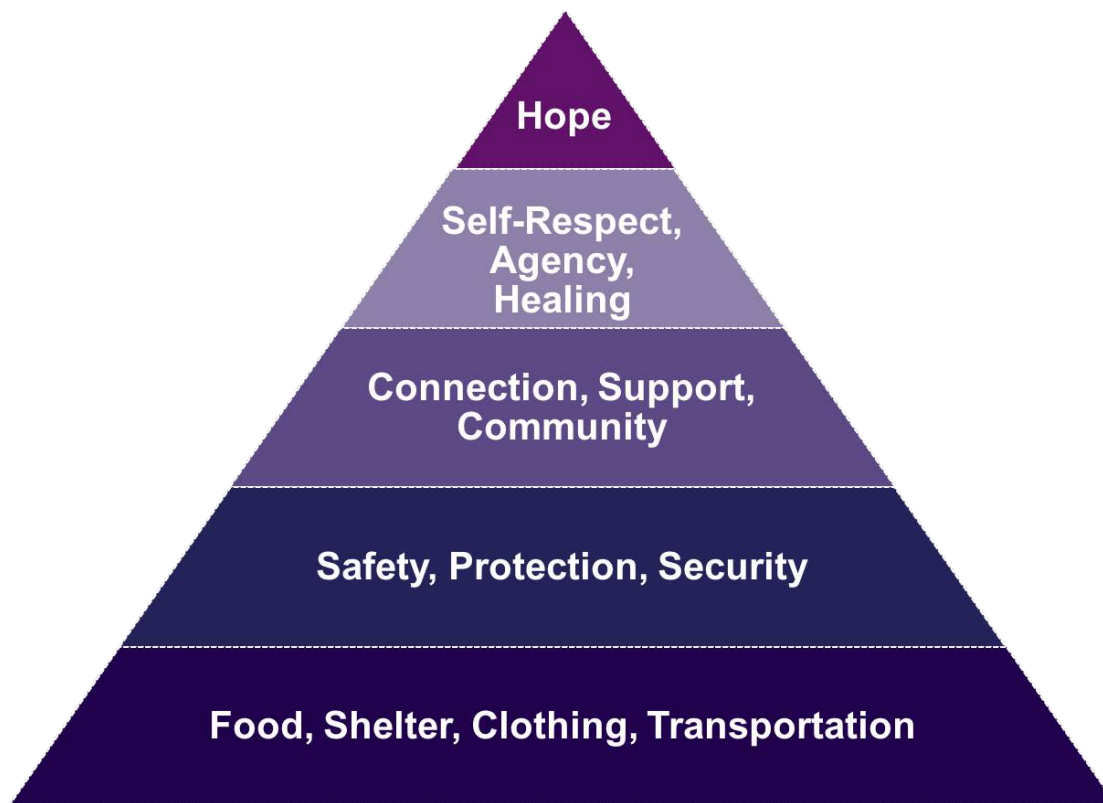 Hope
Self-Respect,
Agency,
Healing
Connection, Support,
Community
Safety, Protection, Security
Food, Shelter, Clothing, Transportation